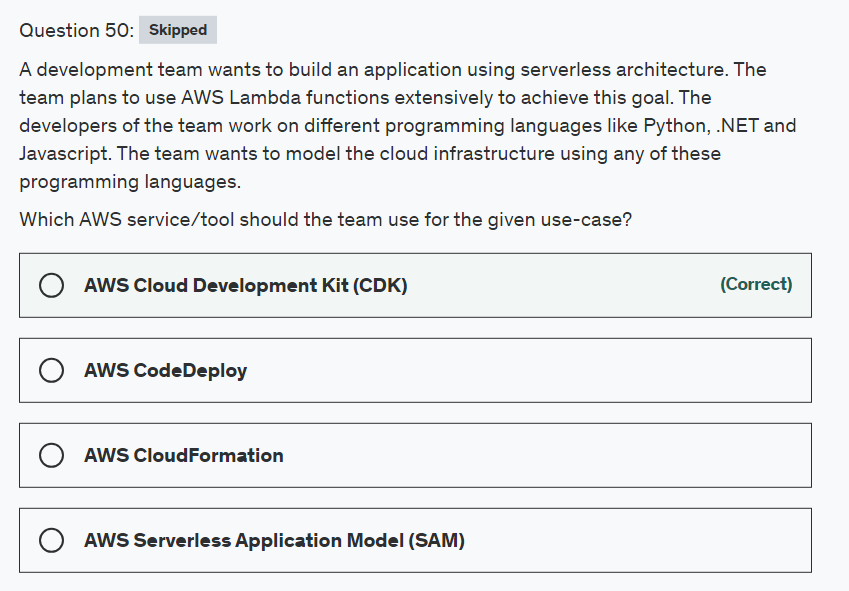 Question 50: Skipped
A development team wants to build an application using serverless architecture. The
team plans to use AWS Lambda functions extensively to achieve this goal. The
developers of the team work on different programming languages like Python, .NET and
Javascript. The team wants to model the cloud infrastructure using any of these
programming languages.
Which AWS service/tool should the team use for the given use-case?
AWS Cloud Development Kit (CDK) (Correct)
AWS CodeDeploy
AWS CloudFormation
AWS Serverless Application Model (SAM)